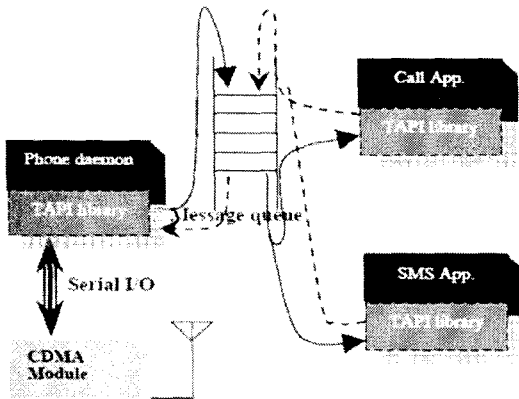 Call App.
TAPI library
Phone daemon
TAPI library
Message queue
Serial I/O
SMS App.
TAPI library
CDMA
Module